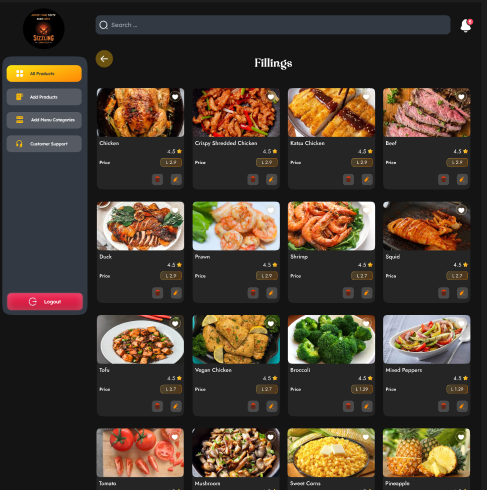 SIZZLING
Search ...
Fillings
All Products
Add Products
Add Menu Categories
Customer Support
Logout
Chicken
4.5
Price
L 2.9
Crispy Shredded Chicken
4.5
Price
L 2.9
Katsu Chicken
4.5
Price
L 2.9
Beef
4.5
Price
L 2.9
Duck
4.5
Price
L 2.9
Prawn
4.5
Price
L 2.9
Shrimp
4.5
Price
L 2.7
Squid
4.5
Price
L 2.7
Tofu
4.5
Price
L 2.7
Vegan Chicken
4.5
Price
L 2.7
Broccoli
4.5
Price
L 1.29
Mixed Peppers
4.5
Price
L 1.29
Tomato
Mushroom
Sweet Corns
Pineapple